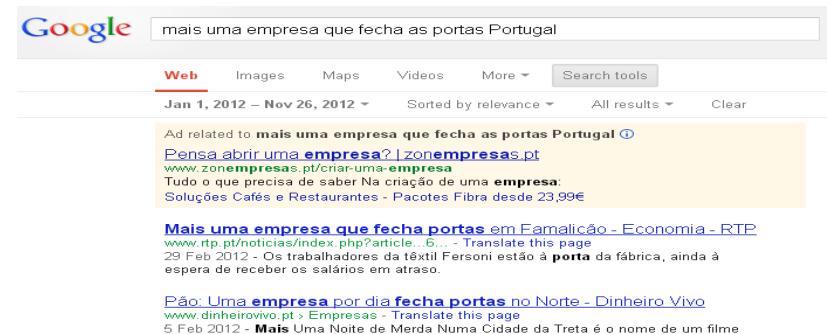 Google mais uma empresa que fecha as portas Portugal
Web Images Maps Videos More Search tools
Jan 1, 2012 – Nov 26, 2012 Sorted by relevance All results Clear
Ad related to mais uma empresa que fecha as portas Portugal
Pensa abrir uma empresa? | zonempresas.pt
www.zonempresas.pt/criar-uma-empresa
Tudo o que precisa de saber Na criação de uma empresa:
Soluções Cafés e Restaurantes - Pacotes Fibra desde 23,99€
Mais uma empresa que fecha portas em Famalicão - Economia - RTP
www.rtp.pt/noticias/index.php?article...6... - Translate this page
29 Feb 2012 - Os trabalhadores da têxtil Fersoni estão à porta da fábrica, ainda à
espera de receber os salários em atraso.
Pão: Uma empresa por dia fecha portas no Norte - Dinheiro Vivo
www.dinheirovivo.pt › Empresas - Translate this page
5 Feb 2012 - Mais Uma Noite de Merda Numa Cidade da Treta é o nome de um filme